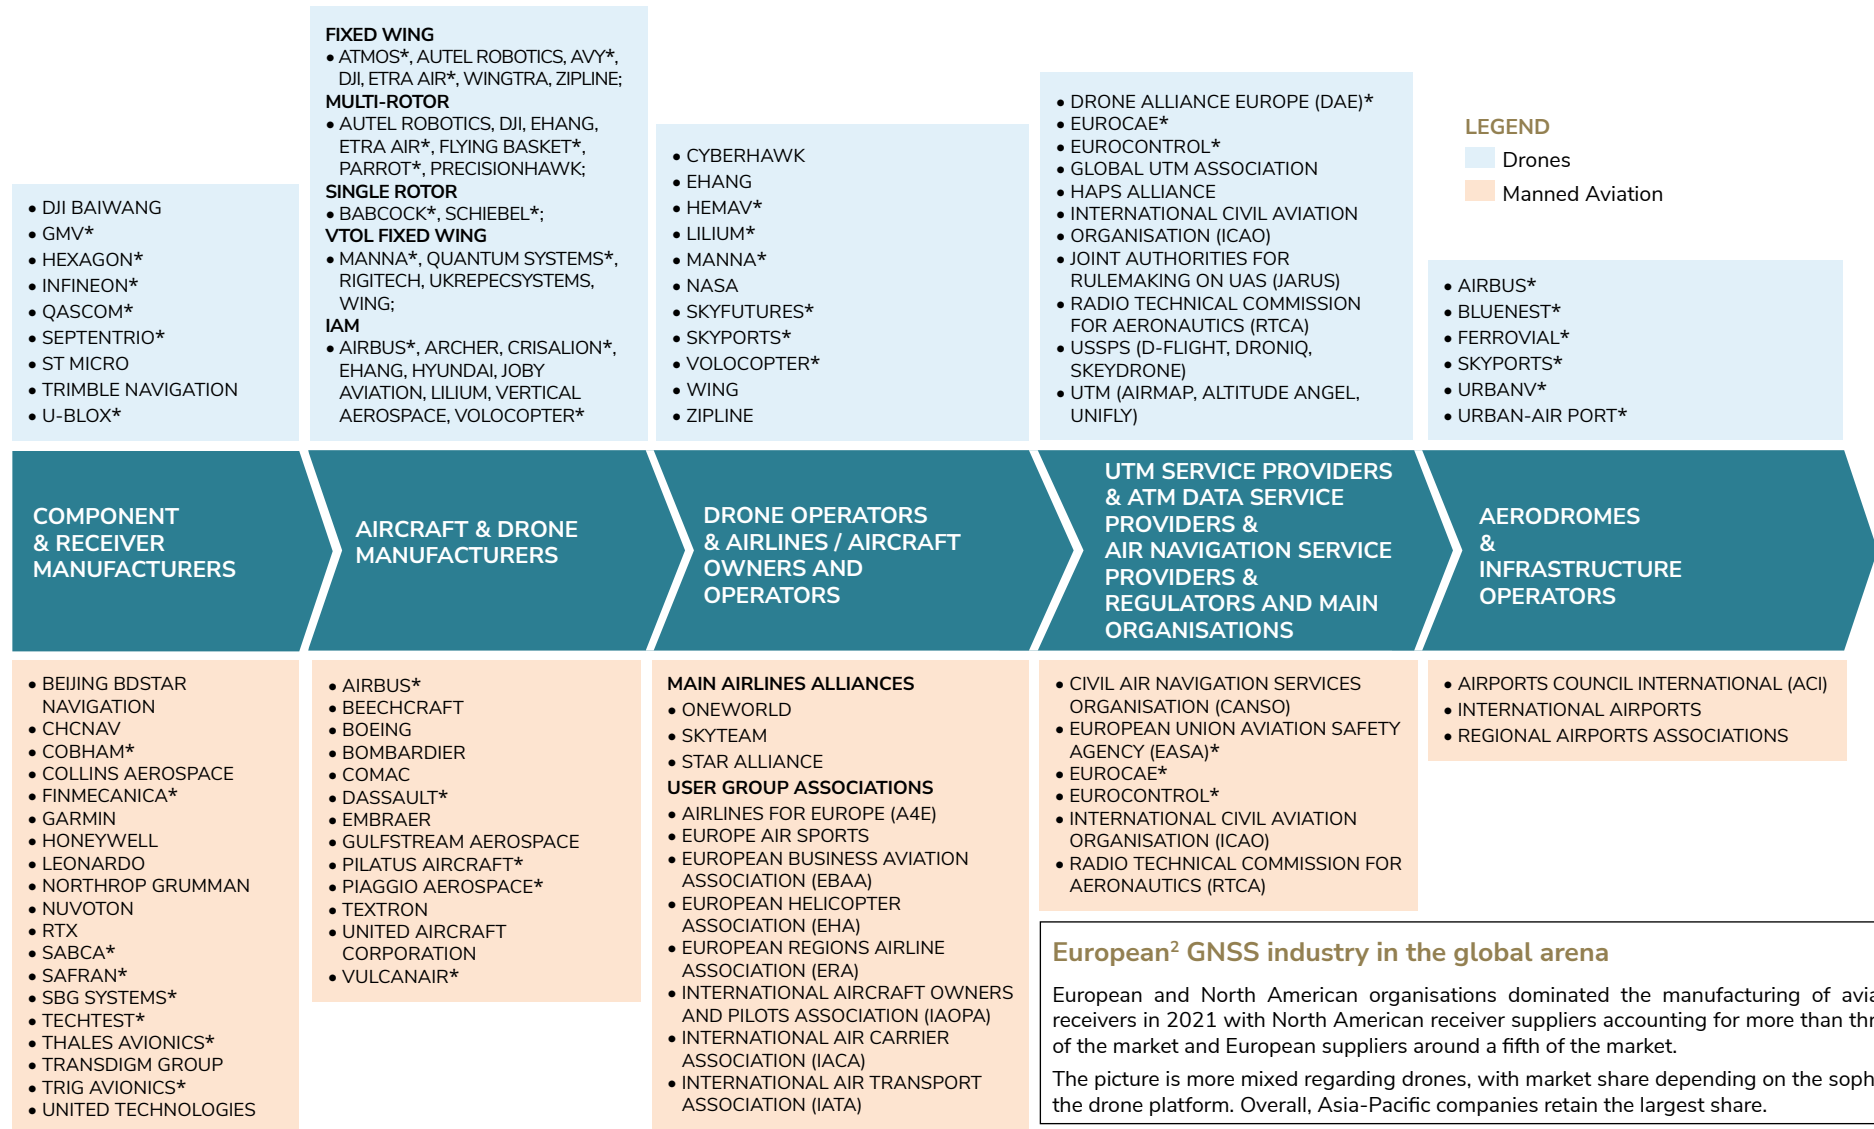 • DJI BAIWANG
• GMV*
• HEXAGON*
• INFINEON*
• QASCOM*
• SEPTENTRIO*
• ST MICRO
• TRIMBLE NAVIGATION
• U-BLOX*
FIXED WING
• ATMOS*, AUTEL ROBOTICS, AVY*,
DJI, ETRA AIR*, WINGTRA, ZIPLINE;
MULTI-ROTOR
• AUTEL ROBOTICS, DJI, EHANG,
ETRA AIR*, FLYING BASKET*,
PARROT*, PRECISIONHAWK;
SINGLE ROTOR
• BABCOCK*, SCHIEBEL*;
VTOL FIXED WING
• MANNA*, QUANTUM SYSTEMS*,
RIGITECH, UKREPECSYSTEMS,
WING;
IAM
• AIRBUS*, ARCHER, CRISALION*,
EHANG, HYUNDAI, JOBY
AVIATION, LILIUM, VERTICAL
AEROSPACE, VOLOCOPTER*
• CYBERHAWK
• EHANG
• HEMAV*
• LILIUM*
• MANNA*
• NASA
• SKYFUTURES*
• SKYPORTS*
• VOLOCOPTER*
• WING
• ZIPLINE
• DRONE ALLIANCE EUROPE (DAE)*
• EUROCAE*
• EUROCONTROL*
• GLOBAL UTM ASSOCIATION
• HAPS ALLIANCE
• INTERNATIONAL CIVIL AVIATION
• ORGANISATION (ICAO)
• JOINT AUTHORITIES FOR
RULEMAKING ON UAS (JARUS)
• RADIO TECHNICAL COMMISSION
FOR AERONAUTICS (RTCA)
• USSPS (D-FLIGHT, DRONIQ,
SKEYDRONE)
• UTM (AIRMAP, ALTITUDE ANGEL,
UNIFLY)
LEGEND
Drones
Manned Aviation
• AIRBUS*
• BLUENEST*
• FERROVIAL*
• SKYPORTS*
• URBANV*
• URBAN-AIR PORT*
COMPONENT
& RECEIVER
MANUFACTURERS
AIRCRAFT & DRONE
MANUFACTURERS
DRONE OPERATORS
& AIRLINES / AIRCRAFT
OWNERS AND
OPERATORS
UTM SERVICE PROVIDERS
& ATM DATA SERVICE
PROVIDERS &
AIR NAVIGATION SERVICE
PROVIDERS &
REGULATORS AND MAIN
ORGANISATIONS
AERODROMES
&
INFRASTRUCTURE
OPERATORS
• BEIJING BDSTAR
NAVIGATION
• CHCNAV
• COBHAM*
• COLLINS AEROSPACE
• FINMECANICA*
• GARMIN
• HONEYWELL
• LEONARDO
• NORTHROP GRUMMAN
• NUVOTON
• RTX
• SABCA*
• SAFRAN*
• SBG SYSTEMS*
• TECHTEST*
• THALES AVIONICS*
• TRANSDIGM GROUP
• TRIG AVIONICS*
• UNITED TECHNOLOGIES
• AIRBUS*
• BEECHCRAFT
• BOEING
• BOMBARDIER
• COMAC
• DASSAULT*
• EMBRAER
• GULFSTREAM AEROSPACE
• PILATUS AIRCRAFT*
• PIAGGIO AEROSPACE*
• TEXTRON
• UNITED AIRCRAFT
CORPORATION
• VULCANAIR*
MAIN AIRLINES ALLIANCES
• ONEWORLD
• SKYTEAM
• STAR ALLIANCE
USER GROUP ASSOCIATIONS
• AIRLINES FOR EUROPE (A4E)
• EUROPE AIR SPORTS
• EUROPEAN BUSINESS AVIATION
ASSOCIATION (EBAA)
• EUROPEAN HELICOPTER
ASSOCIATION (EHA)
• EUROPEAN REGIONS AIRLINE
ASSOCIATION (ERA)
• INTERNATIONAL AIRCRAFT OWNERS
AND PILOTS ASSOCIATION (IAOPA)
• INTERNATIONAL AIR CARRIER
ASSOCIATION (IACA)
• INTERNATIONAL AIR TRANSPORT
ASSOCIATION (IATA)
• CIVIL AIR NAVIGATION SERVICES
ORGANISATION (CANSO)
• EUROPEAN UNION AVIATION SAFETY
AGENCY (EASA)*
• EUROCAE*
• EUROCONTROL*
• INTERNATIONAL CIVIL AVIATION
ORGANISATION (ICAO)
• RADIO TECHNICAL COMMISSION FOR
AERONAUTICS (RTCA)
• AIRPORTS COUNCIL INTERNATIONAL (ACI)
• INTERNATIONAL AIRPORTS
• REGIONAL AIRPORTS ASSOCIATIONS
European² GNSS industry in the global arena
European and North American organisations dominated the manufacturing of
receivers in 2021 with North American receiver suppliers accounting for more than
of the market and European suppliers around a fifth of the market.
The picture is more mixed regarding drones, with market share depending on the
the drone platform. Overall, Asia-Pacific companies retain the largest share.